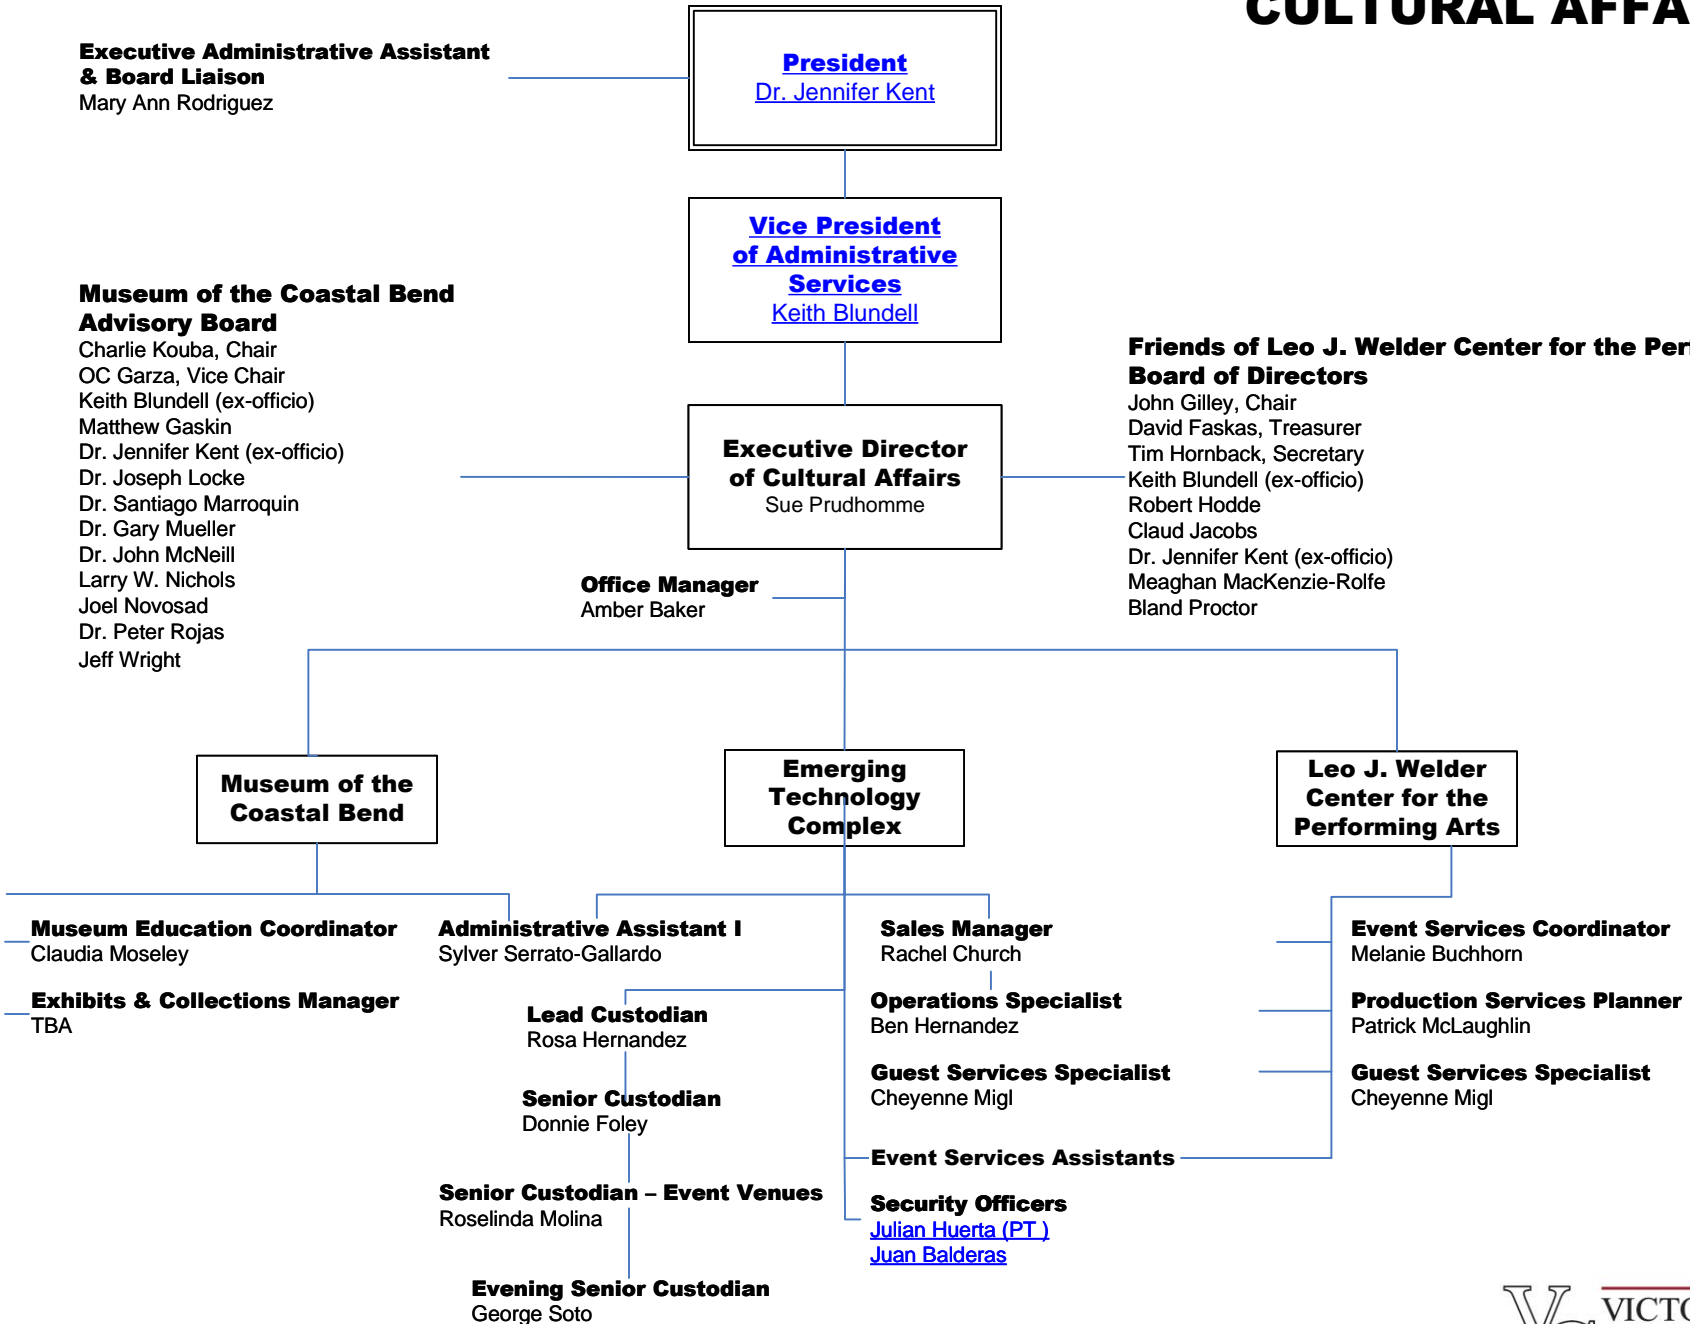 CULTURAL AFFA
Executive Administrative Assistant
& Board Liaison
Mary Ann Rodriguez
President
Dr. Jennifer Kent
Vice President
of Administrative
Services
Keith Blundell
Museum of the Coastal Bend
Advisory Board
Charlie Kouba, Chair
OC Garza, Vice Chair
Keith Blundell (ex-officio)
Matthew Gaskin
Dr. Jennifer Kent (ex-officio)
Dr. Joseph Locke
Dr. Santiago Marroquin
Dr. Gary Mueller
Dr. John McNeill
Larry W. Nichols
Joel Novosad
Dr. Peter Rojas
Jeff Wright
Executive Director
of Cultural Affairs
Sue Prudhomme
Friends of Leo J. Welder Center for the Perf
Board of Directors
John Gilley, Chair
David Faskas, Treasurer
Tim Hornback, Secretary
Keith Blundell (ex-officio)
Robert Hodde
Claud Jacobs
Dr. Jennifer Kent (ex-officio)
Meaghan MacKenzie-Rolfe
Bland Proctor
Office Manager
Amber Baker
Museum of the
Coastal Bend
Emerging
Technology
Complex
Leo J. Welder
Center for the
Performing Arts
Museum Education Coordinator
Claudia Moseley
Exhibits & Collections Manager
TBA
Administrative Assistant I
Sylver Serrato-Gallardo
Lead Custodian
Rosa Hernandez
Senior Custodian
Donnie Foley
Senior Custodian – Event Venues
Roselinda Molina
Evening Senior Custodian
George Soto
Sales Manager
Rachel Church
Operations Specialist
Ben Hernandez
Guest Services Specialist
Cheyenne Migl
Event Services Assistants
Security Officers
Julian Huerta (PT )
Juan Balderas
Event Services Coordinator
Melanie Buchhorn
Production Services Planner
Patrick McLaughlin
Guest Services Specialist
Cheyenne Migl
VC VICTO